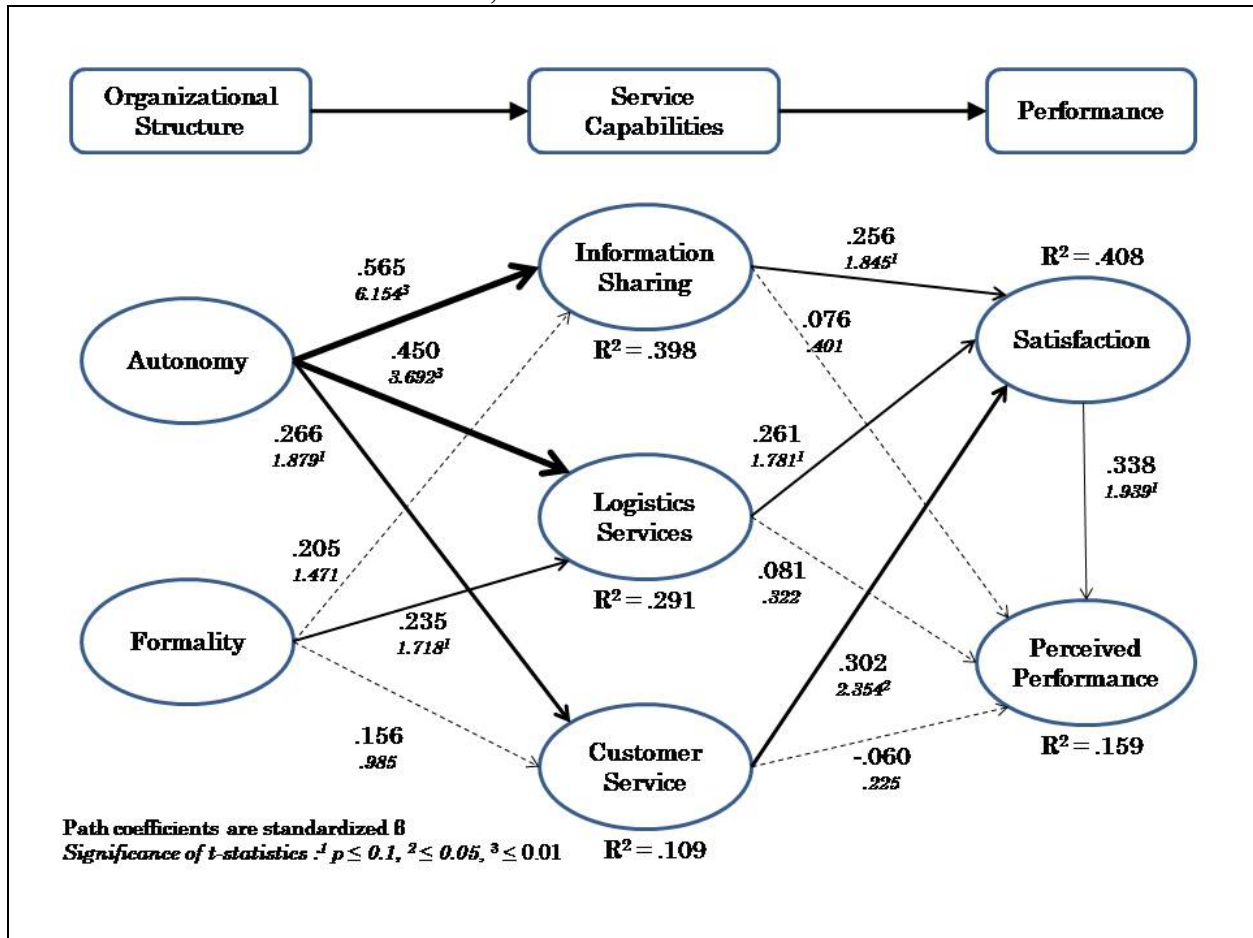 Organizational
Structure
Service
Capabilities
Performance
Information
Sharing
R² = .398
.256
1.845¹
R² = .408
.565
6.154³
Autonomy
.450
3.692³
.076
.401
Satisfaction
.266
1.879¹
Logistics
Services
R² = .291
.261
1.781¹
.338
1.939¹
.205
1.471
Formality
.235
1.718¹
.081
.322
Perceived
Performance
R² = .159
.302
2.354²
.156
.985
Customer
Service
R² = .109
-.060
.225
Path coefficients are standardized β
Significance of t-statistics :¹ p ≤ 0.1, ² ≤ 0.05, ³ ≤ 0.01